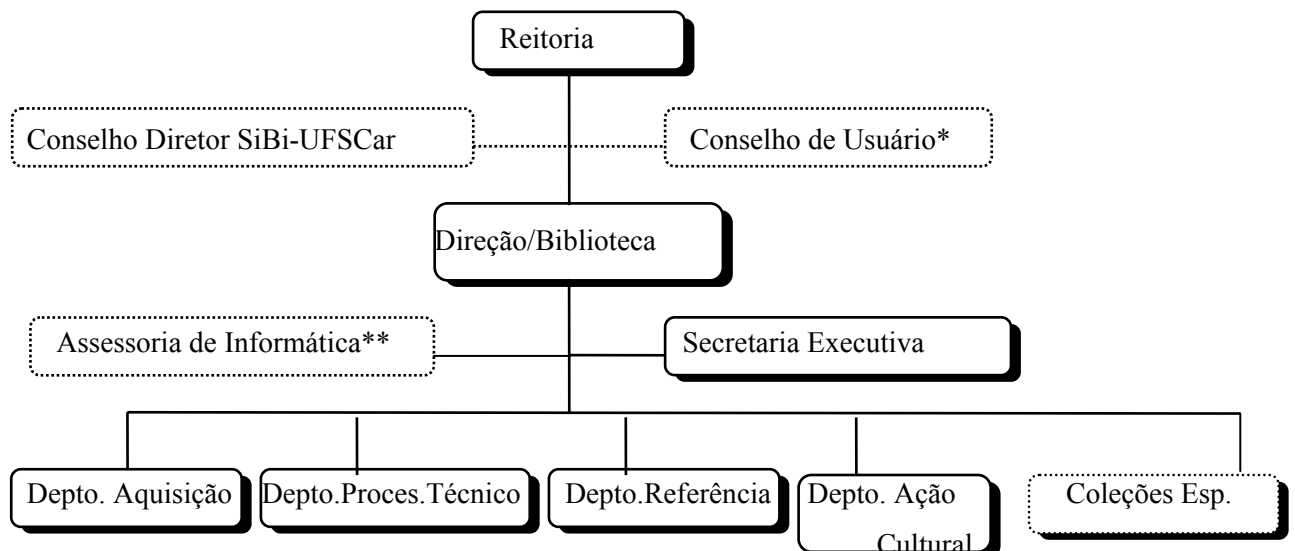 Reitoria
Conselho Diretor SiBi-UFSCar
Conselho de Usuário*
Direção/Biblioteca
Assessoria de Informática**
Secretaria Executiva
Depto. Aquisição
Depto.Proces.Técnico
Depto.Referência
Depto. Ação
Cultural
Coleções Esp.